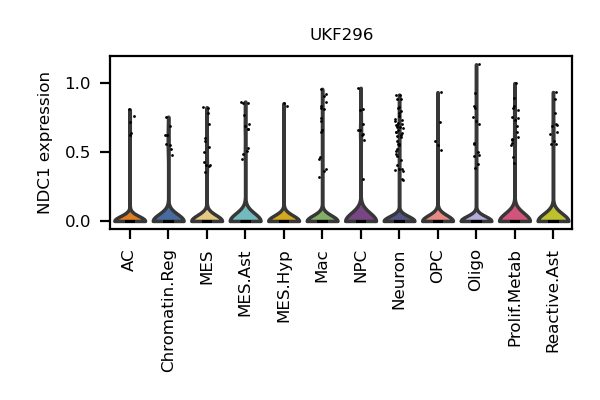 UKF296
NDC1 expression
1.0
0.5
0.0
AC
Chromatin.Reg
MES
MES.Ast
MES.Hyp
Mac
NPC
Neuron
OPC
Oligo
Prolif.Metab
Reactive.Ast